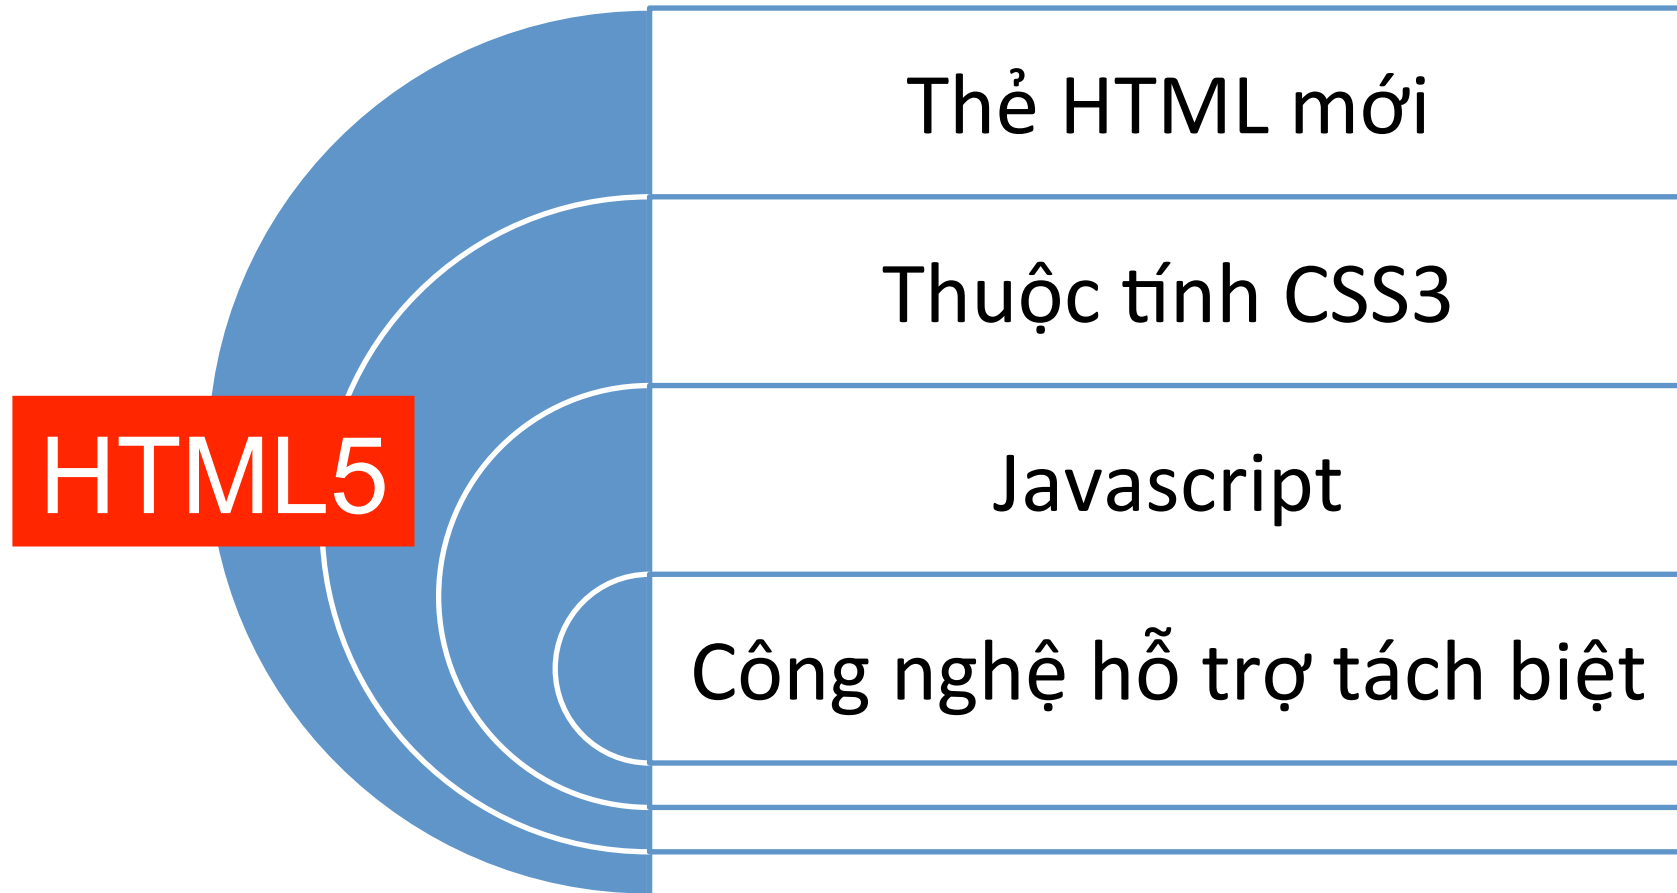 Thẻ HTML mới
Thuộc tính CSS3
HTML5
Javascript
Công nghệ hỗ trợ tách biệt